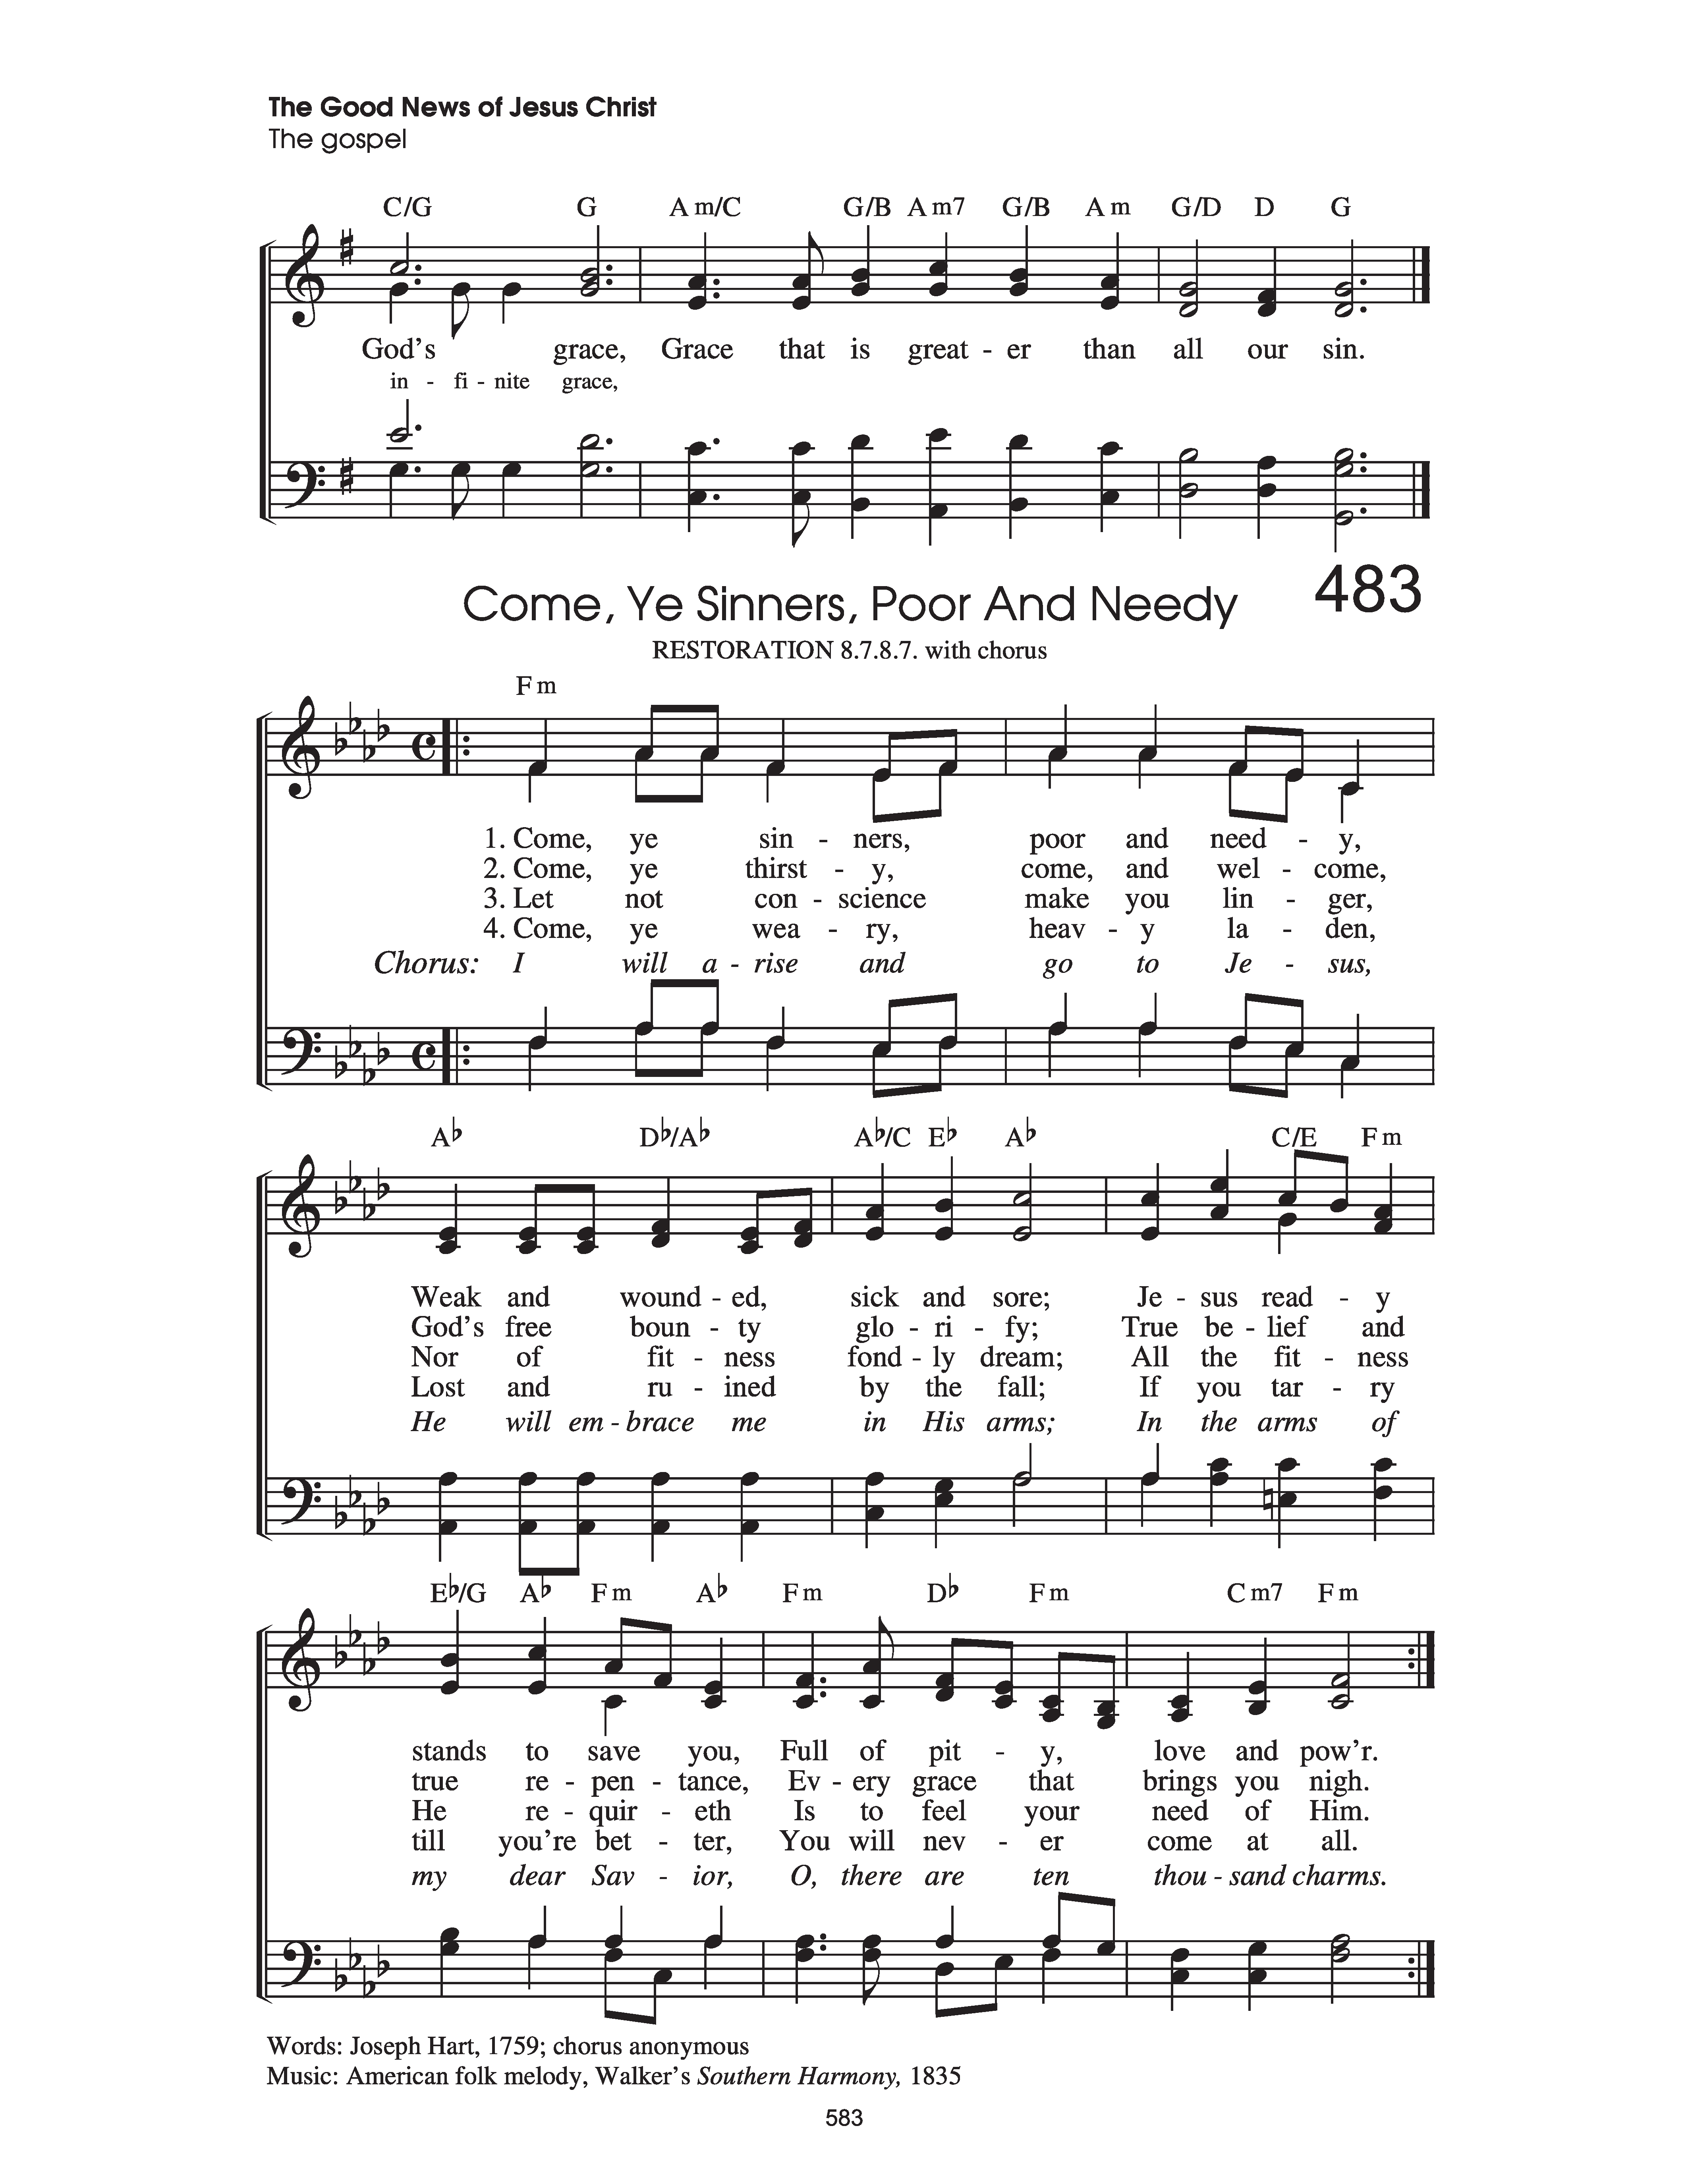 The Good News of Jesus Christ
The gospel
C/G G Am/C G/B Am7 G/B Am G/D D G
God's grace, Grace that is great - er than all our sin.
in - fi - nite grace,
Come, Ye Sinners, Poor And Needy 483
RESTORATION 8.7.8.7. with chorus
Fm
1. Come, ye sin - ners, poor and need - y,
2. Come, ye thirst - y, come, and wel - come,
3. Let not con - science make you lin - ger,
4. Come, ye wea - ry, heav - y la - den,
Chorus: I will a - rise and go to Je - sus,
A♭ D♭/A♭ A♭/C E♭ A♭ C/E Fm
Weak and wound - ed, sick and sore; Je - sus read - y
God's free boun - ty glo - ri - fy; True be - lief and
Nor of fit - ness fond - ly dream; All the fit - ness
Lost and ru - ined by the fall; If you tar - ry
He will em - brace me in His arms; In the arms of
E♭/G A♭ Fm A♭ Fm D♭ Fm Cm7 Fm
stands to save you, Full of pit - y, love and pow'r.
true re - pen - tance, Ev - ery grace that brings you nigh.
He re - quir - eth Is to feel your need of Him.
till you're bet - ter, You will nev - er come at all.
my dear Sav - ior, O, there are ten thou - sand charms.
Words: Joseph Hart, 1759; chorus anonymous
Music: American folk melody, Walker's Southern Harmony, 1835
583